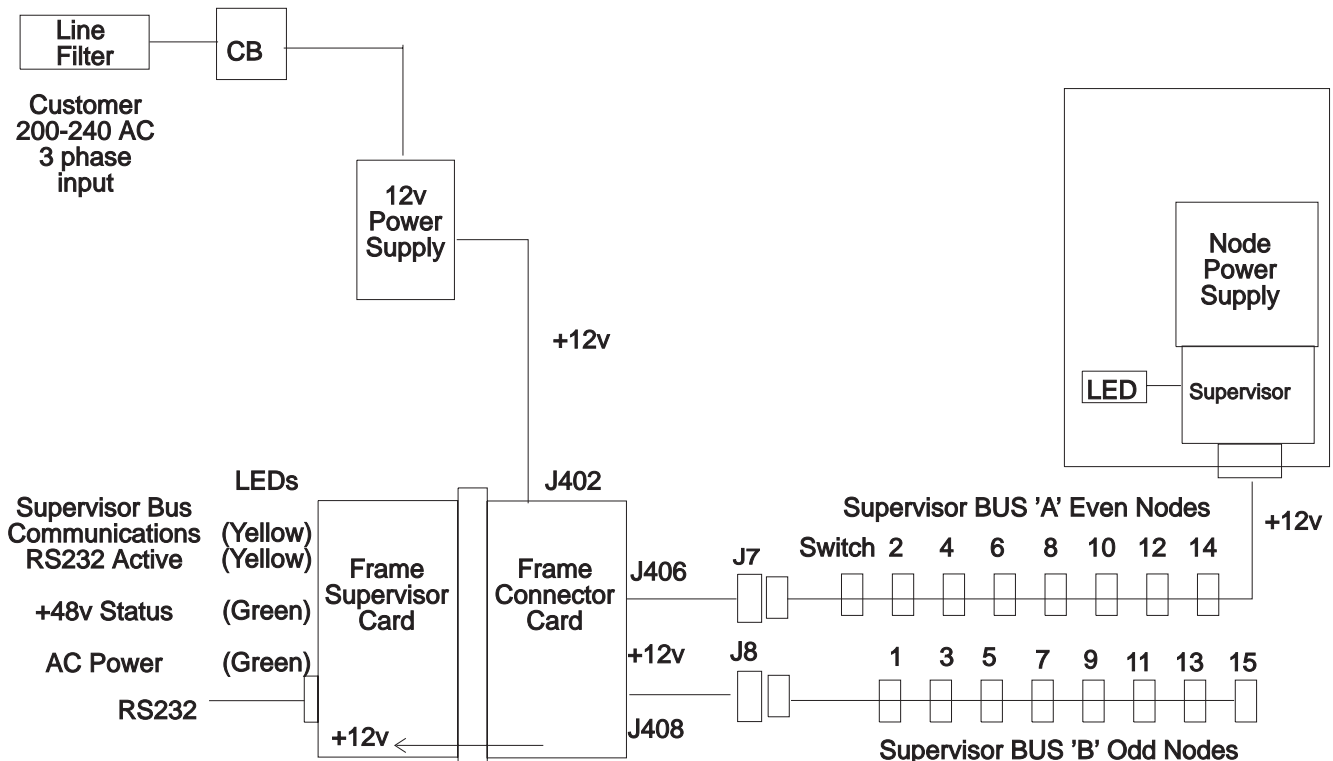 Line
Filter
CB
Customer
200-240 AC
3 phase
input
12v
Power
Supply
+12v
Node
Power
Supply
LED
Supervisor
+12v
LEDs
Supervisor Bus
Communications (Yellow)
RS232 Active (Yellow)
+48v Status (Green)
AC Power (Green)
RS232
Frame
Supervisor
Card
+12v
J402
Frame
Connector
Card
J406
+12v
J408
J7
J8
Supervisor BUS 'A' Even Nodes
Switch 2 4 6 8 10 12 14
1 3 5 7 9 11 13 15
Supervisor BUS 'B' Odd Nodes